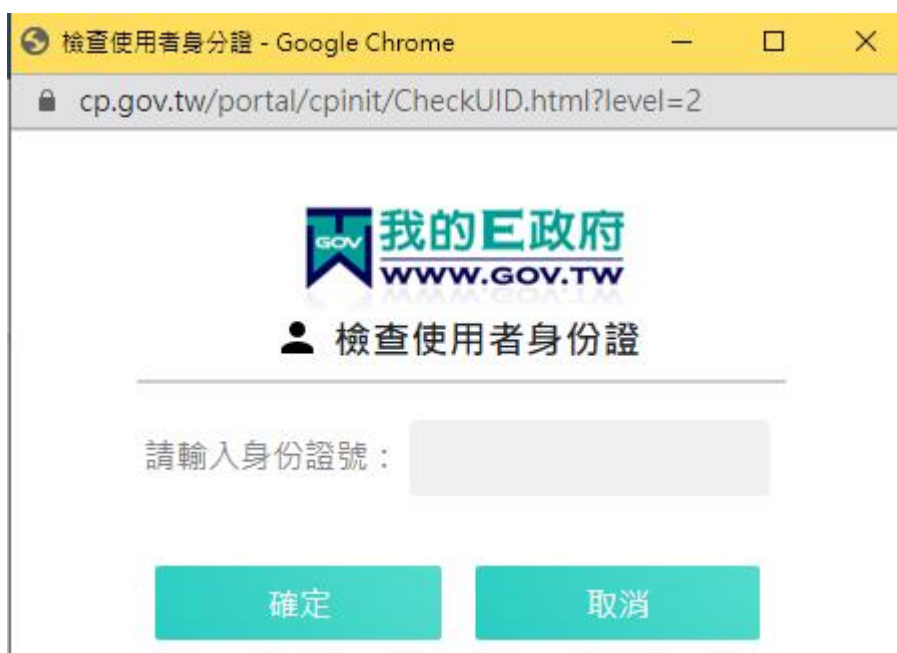 檢查使用者身分證 - Google Chrome
cp.gov.tw/portal/cpinit/CheckUID.html?level=2
GOV 我的E政府
WWW.GOV.TW
檢查使用者身份證
請輸入身份證號：
確定 取消